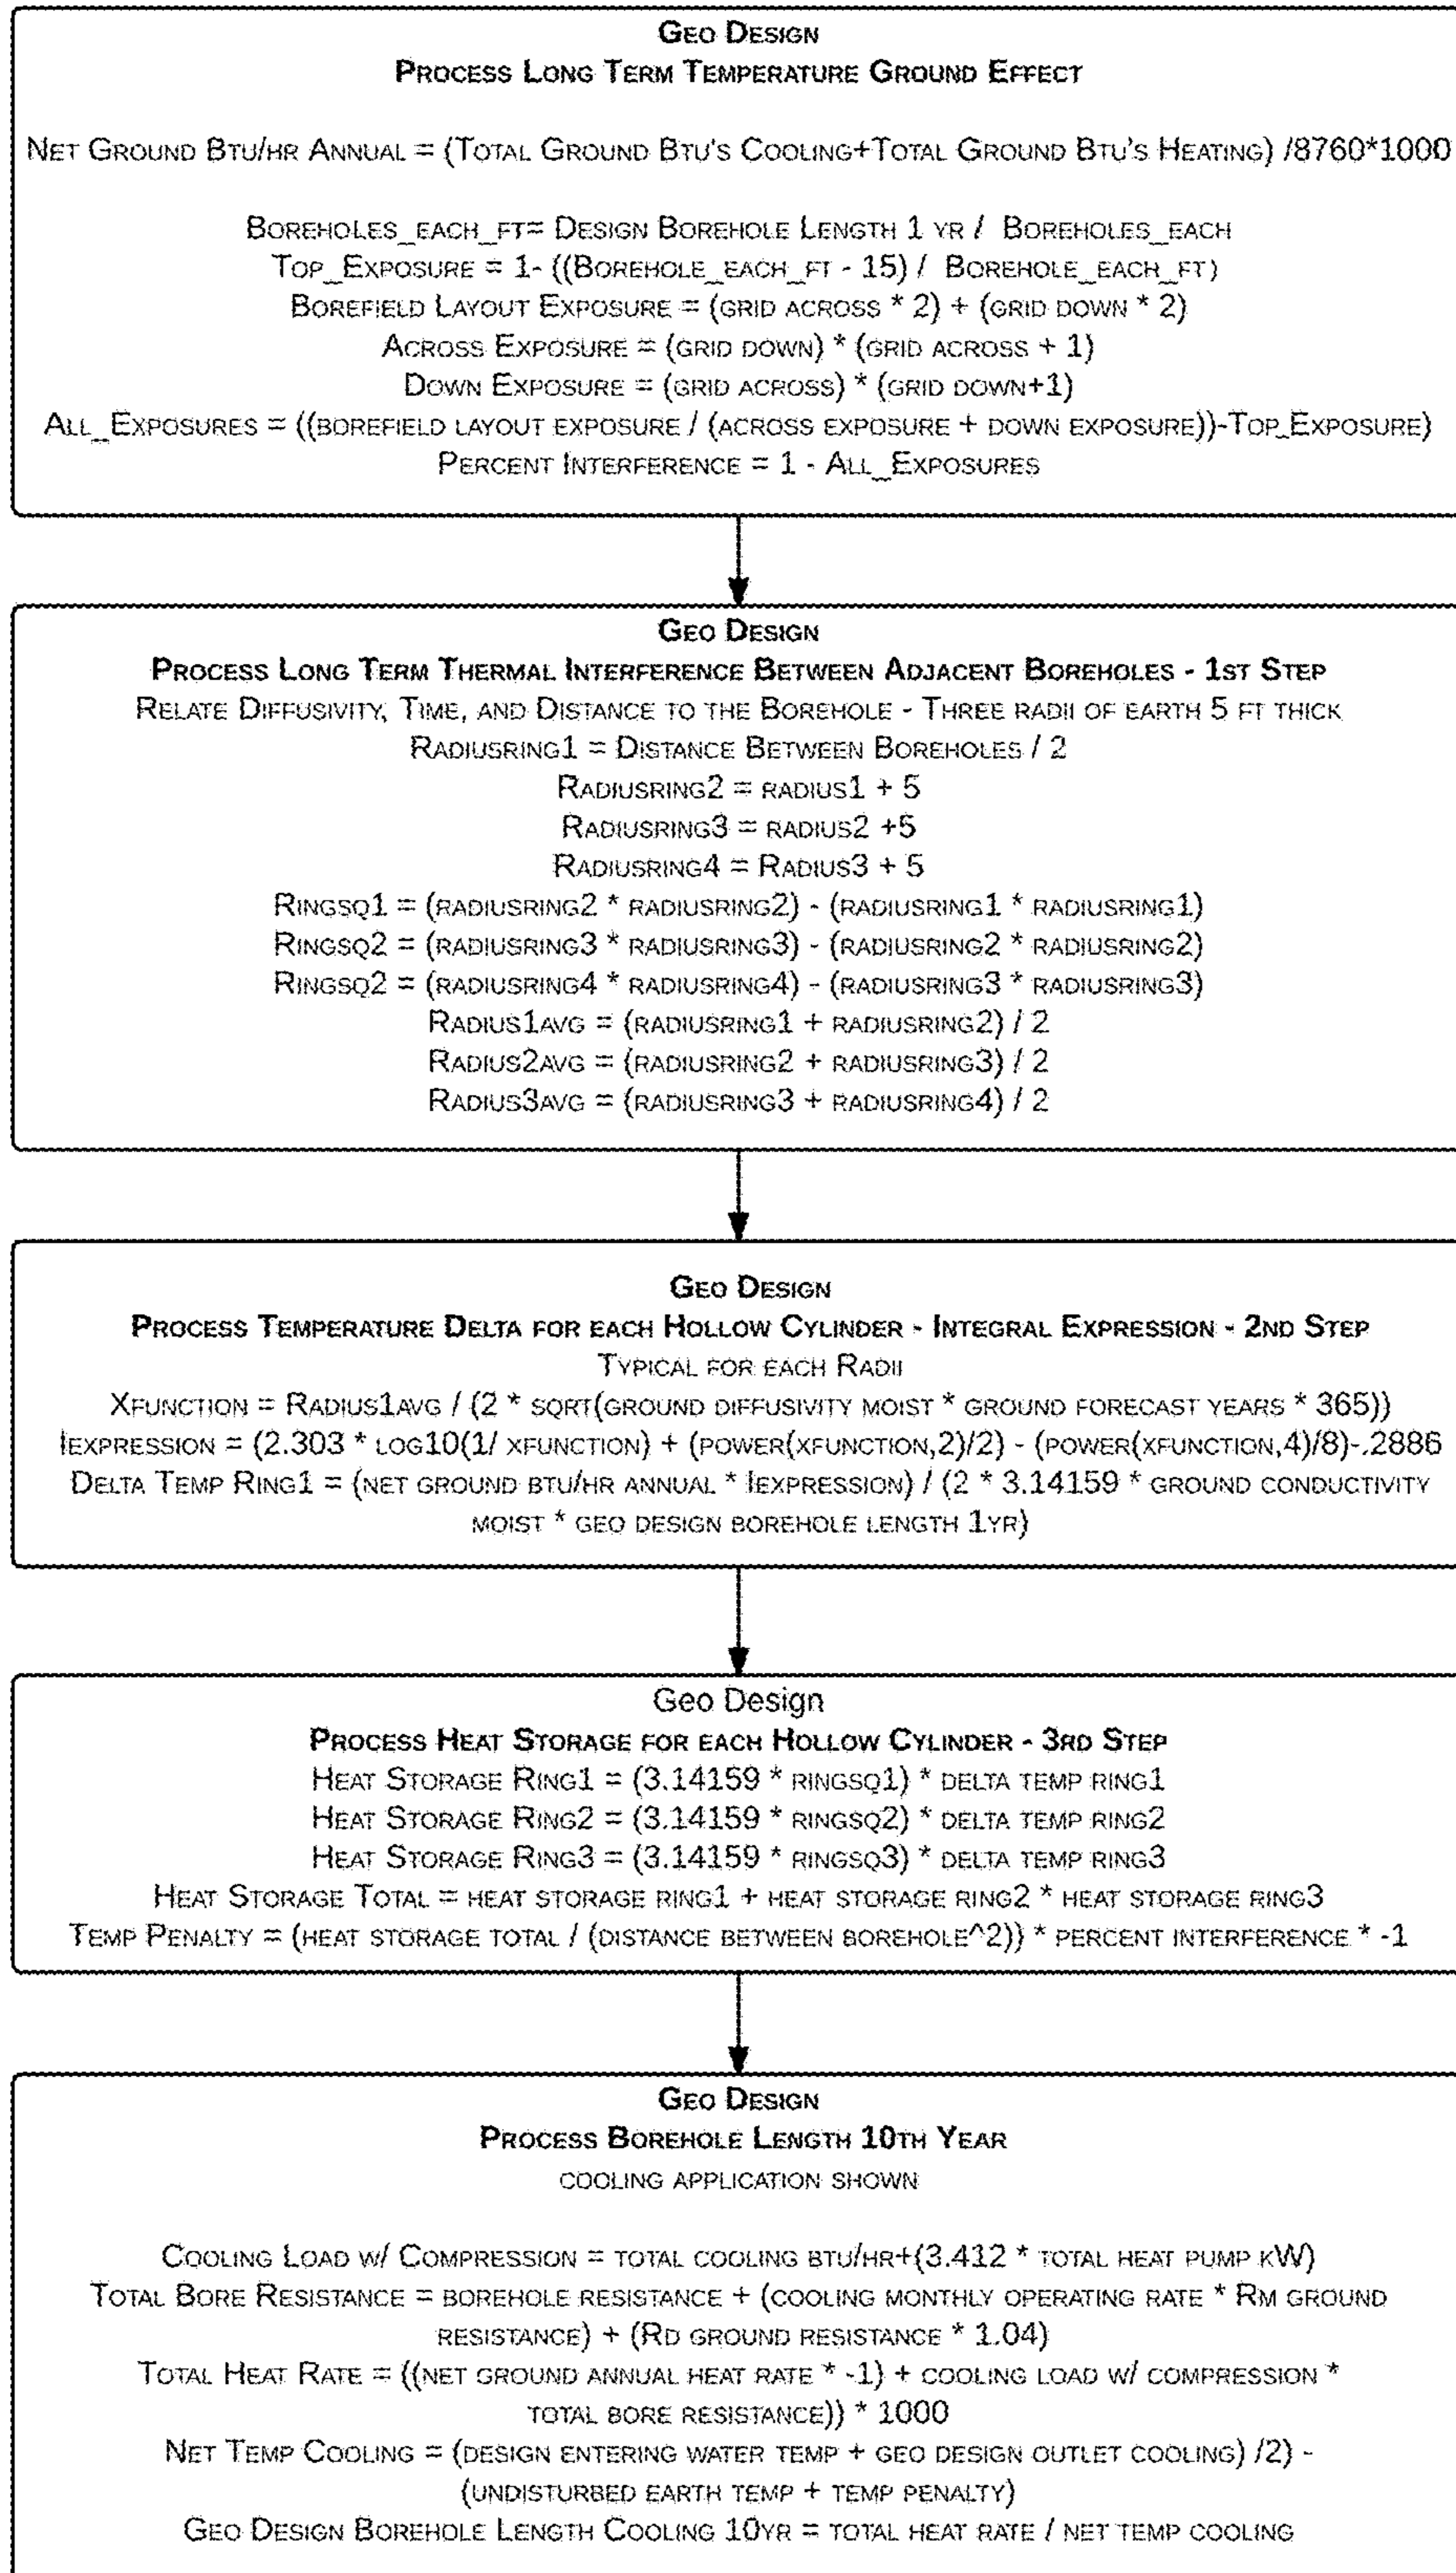 GEO DESIGN
PROCESS LONG TERM TEMPERATURE GROUND EFFECT
NET GROUND BTU/HR ANNUAL = (TOTAL GROUND BTU'S COOLING+TOTAL GROUND BTU'S HEATING) /8760*1000
BOREHOLES_EACH_FT= DESIGN BOREHOLE LENGTH 1 YR / BOREHOLES_EACH
TOP_EXPOSURE = 1- ((BOREHOLE_EACH_FT - 15) / BOREHOLE_EACH_FT)
BOREFIELD LAYOUT EXPOSURE = (GRID ACROSS * 2) + (GRID DOWN * 2)
ACROSS EXPOSURE = (GRID DOWN) * (GRID ACROSS + 1)
DOWN EXPOSURE = (GRID ACROSS) * (GRID DOWN+1)
ALL_EXPOSURES = ((BOREFIELD LAYOUT EXPOSURE / (ACROSS EXPOSURE + DOWN EXPOSURE))-TOP_EXPOSURE)
PERCENT INTERFERENCE = 1 - ALL_EXPOSURES
GEO DESIGN
PROCESS LONG TERM THERMAL INTERFERENCE BETWEEN ADJACENT BOREHOLES - 1ST STEP
RELATE DIFFUSIVITY, TIME, AND DISTANCE TO THE BOREHOLE - THREE RADII OF EARTH 5 FT THICK
RADIUSRING1 = DISTANCE BETWEEN BOREHOLES / 2
RADIUSRING2 = RADIUS1 + 5
RADIUSRING3 = RADIUS2 +5
RADIUSRING4 = RADIUS3 + 5
RINGSQ1 = (RADIUSRING2 * RADIUSRING2) - (RADIUSRING1 * RADIUSRING1)
RINGSQ2 = (RADIUSRING3 * RADIUSRING3) - (RADIUSRING2 * RADIUSRING2)
RINGSQ2 = (RADIUSRING4 * RADIUSRING4) - (RADIUSRING3 * RADIUSRING3)
RADIUS1AVG = (RADIUSRING1 + RADIUSRING2) / 2
RADIUS2AVG = (RADIUSRING2 + RADIUSRING3) / 2
RADIUS3AVG = (RADIUSRING3 + RADIUSRING4) / 2
GEO DESIGN
PROCESS TEMPERATURE DELTA FOR EACH HOLLOW CYLINDER - INTEGRAL EXPRESSION - 2ND STEP
TYPICAL FOR EACH RADII
XFUNCTION = RADIUS1AVG / (2 * SQRT(GROUND DIFFUSIVITY MOIST * GROUND FORECAST YEARS * 365))
IEXPRESSION = (2.303 * LOG10(1/ XFUNCTION) + (POWER(XFUNCTION,2)/2) - (POWER(XFUNCTION,4)/8)-.2886
DELTA TEMP RING1 = (NET GROUND BTU/HR ANNUAL * IEXPRESSION) / (2 * 3.14159 * GROUND CONDUCTIVITY
MOIST * GEO DESIGN BOREHOLE LENGTH 1YR)
Geo Design
PROCESS HEAT STORAGE FOR EACH HOLLOW CYLINDER - 3RD STEP
HEAT STORAGE RING1 = (3.14159 * RINGSQ1) * DELTA TEMP RING1
HEAT STORAGE RING2 = (3.14159 * RINGSQ2) * DELTA TEMP RING2
HEAT STORAGE RING3 = (3.14159 * RINGSQ3) * DELTA TEMP RING3
HEAT STORAGE TOTAL = HEAT STORAGE RING1 + HEAT STORAGE RING2 * HEAT STORAGE RING3
TEMP PENALTY = (HEAT STORAGE TOTAL / (DISTANCE BETWEEN BOREHOLE^2)) * PERCENT INTERFERENCE * -1
GEO DESIGN
PROCESS BOREHOLE LENGTH 10TH YEAR
COOLING APPLICATION SHOWN
COOLING LOAD W/ COMPRESSION = TOTAL COOLING BTU/HR+(3.412 * TOTAL HEAT PUMP KW)
TOTAL BORE RESISTANCE = BOREHOLE RESISTANCE + (COOLING MONTHLY OPERATING RATE * RM GROUND
RESISTANCE) + (RD GROUND RESISTANCE * 1.04)
TOTAL HEAT RATE = ((NET GROUND ANNUAL HEAT RATE * -1) + COOLING LOAD W/ COMPRESSION *
TOTAL BORE RESISTANCE)) * 1000
NET TEMP COOLING = (DESIGN ENTERING WATER TEMP + GEO DESIGN OUTLET COOLING) /2) -
(UNDISTURBED EARTH TEMP + TEMP PENALTY)
GEO DESIGN BOREHOLE LENGTH COOLING 10YR = TOTAL HEAT RATE / NET TEMP COOLING